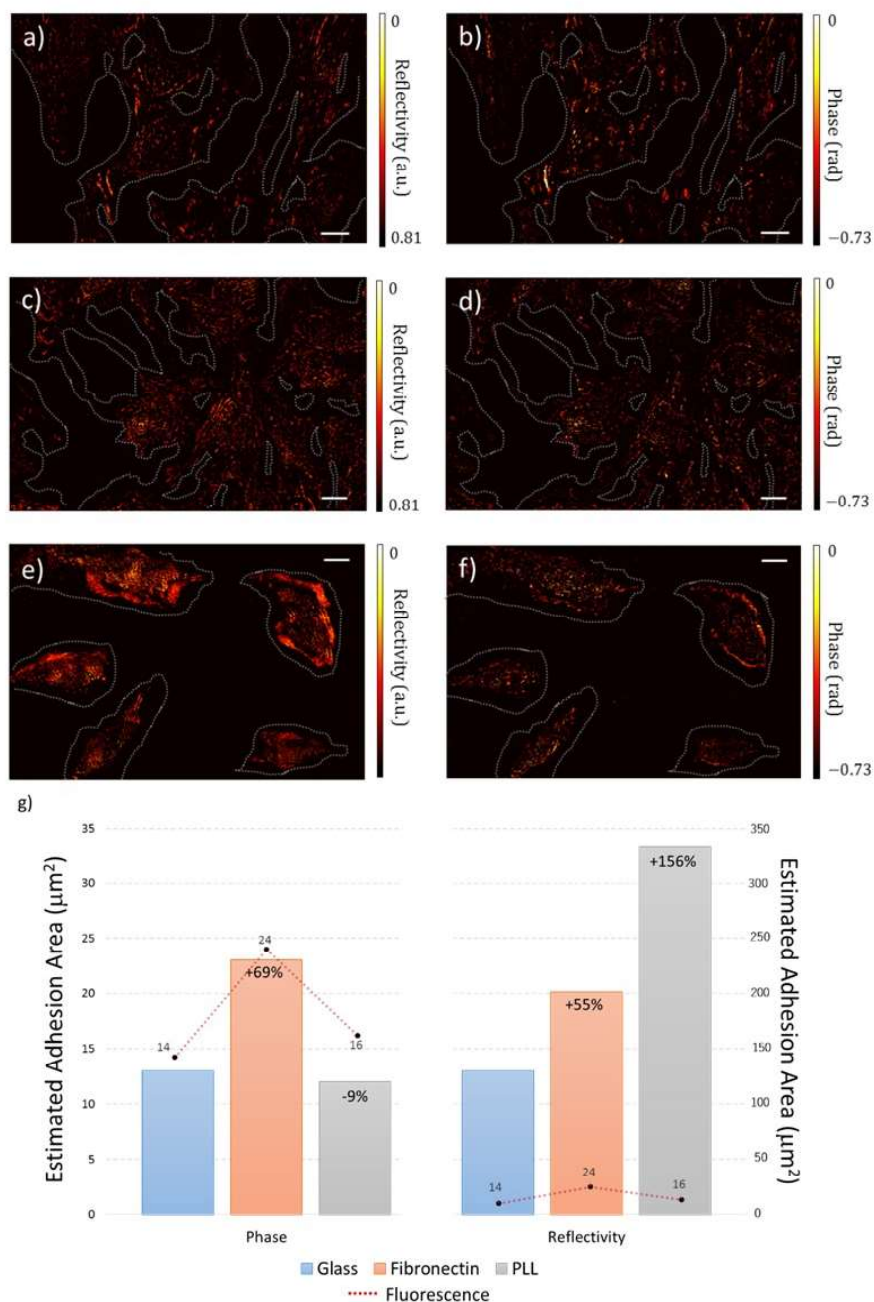 a)
0
Reflectivity (a.u.)
0.81
b)
0
Phase (rad)
−0.73
c)
0
Reflectivity (a.u.)
0.81
d)
0
Phase (rad)
−0.73
e)
0
Reflectivity (a.u.)
f)
0
Phase (rad)
−0.73
g)
Estimated Adhesion Area (μm²)
35
30
25
20
15
10
5
0
14
24
+69%
16
-9%
Phase
14
+55%
24
+156%
16
Reflectivity
350
300
250
200
150
100
50
0
Estimated Adhesion Area (μm²)
Glass Fibronectin PLL
Fluorescence